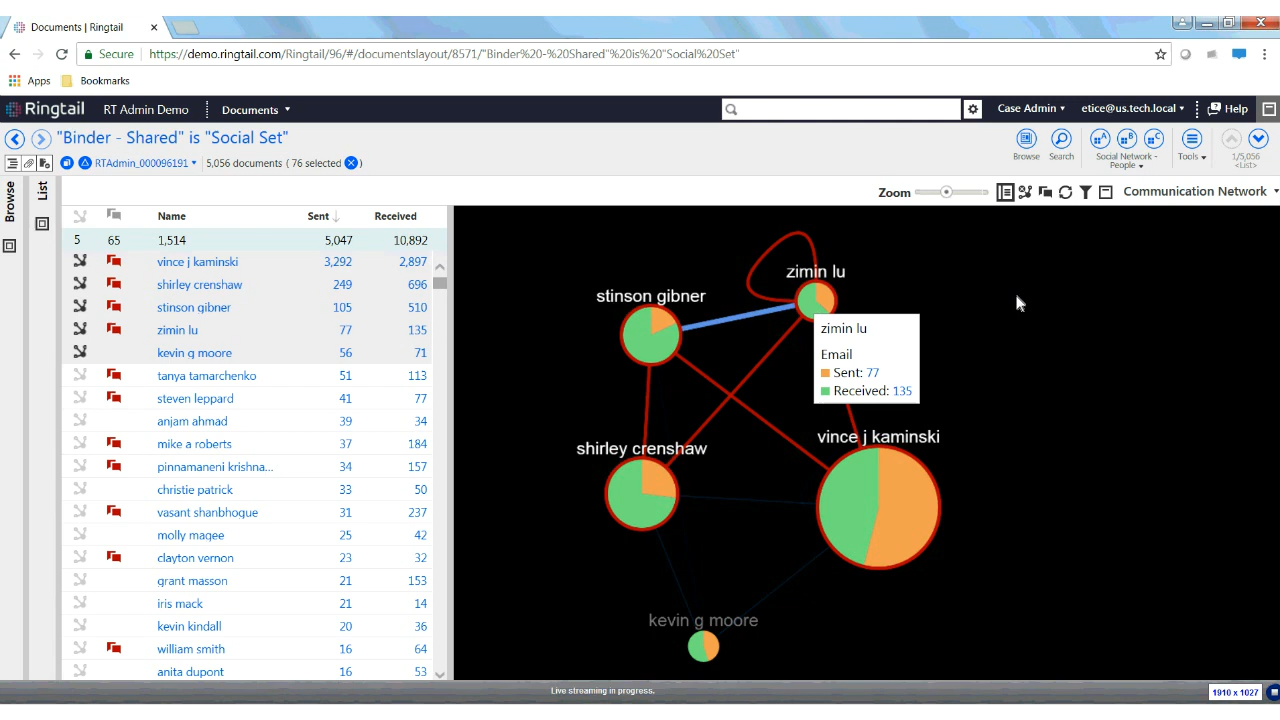 Documents | Ringtail
Secure
https://demo.ringtail.com/Ringtail/96/#/documentslayout/8571/"Binder%20-%20Shared"%20is%20"Social%20Set"
Apps Bookmarks
Ringtail RT Admin Demo Documents Case Admin etice@us.tech.local Help
"Binder - Shared" is "Social Set"
RTAdmin_000096191 5,056 documents ( 76 selected )
Browse Search A B C Social Network - People Tools 1/5,056 <List>
Browse
List
Zoom Communication Network
Name Sent Received
5 65 1,514 5,047 10,892
vince j kaminski 3,292 2,897
shirley crenshaw 249 696
stinson gibner 105 510
zimin lu 77 135
kevin g moore 56 71
tanya tamarchenko 51 113
steven leppard 41 77
anjam ahmad 39 34
mike a roberts 37 184
pinnamaneni krishna... 34 157
christie patrick 33 50
vasant shanbhogue 31 237
molly magee 25 42
clayton vernon 23 32
grant masson 21 153
iris mack 21 14
kevin kindall 20 36
william smith 16 64
anita dupont 16 53
zimin lu
stinson gibner
zimin lu
Email
Sent: 77
Received: 135
vince j kaminski
shirley crenshaw
kevin g moore
Live streaming in progress.
1910 x 1027